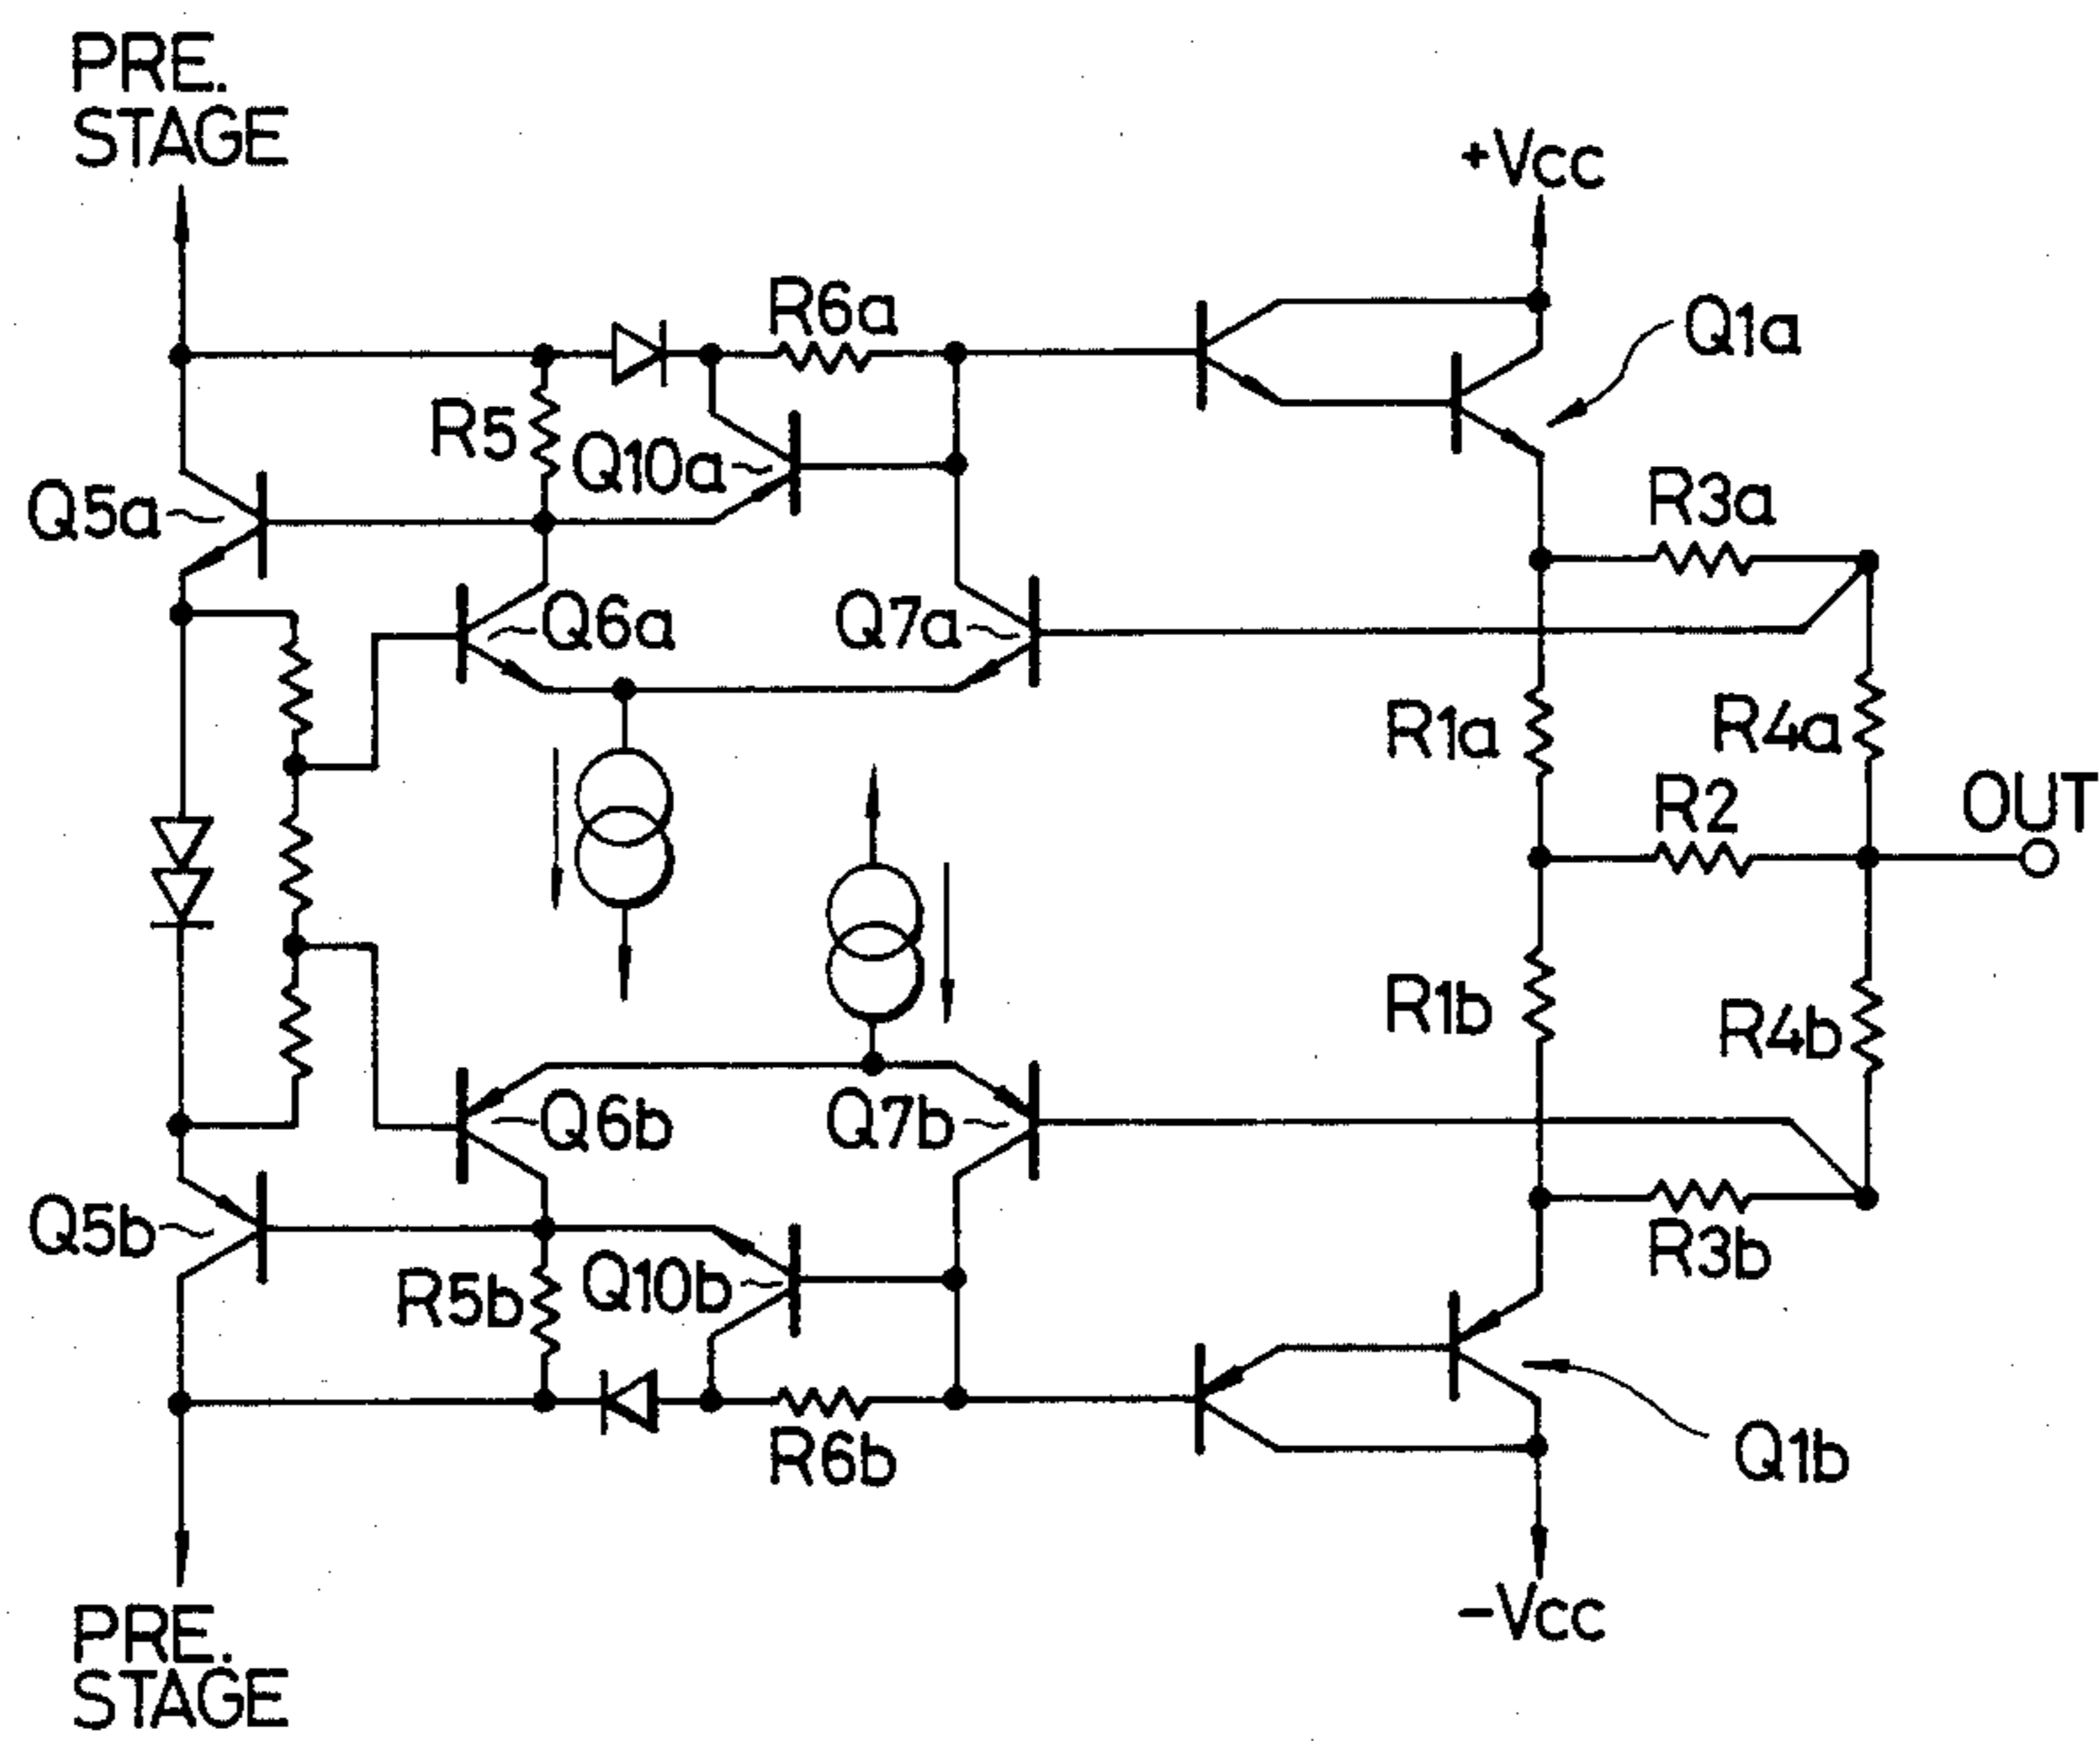 PRE.
STAGE
+Vcc
R6a
Q1a
R5
Q10a
R3a
Q5a
Q6a
Q7a
R1a
R4a
R2
OUT
R1b
R4b
Q6b
Q7b
Q5b
R5b
Q10b
R3b
R6b
Q1b
-Vcc
PRE.
STAGE